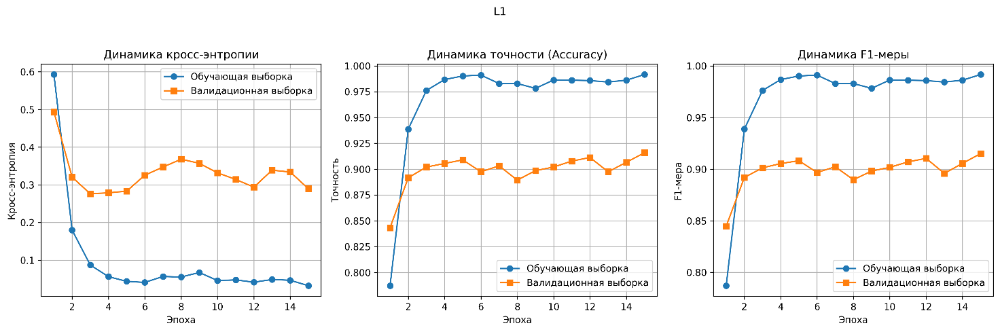 L1
Динамика кросс-энтропии
Обучающая выборка
Валидационная выборка
Кросс-энтропия
0.6
0.5
0.4
0.3
0.2
0.1
2 4 6 8 10 12 14
Эпоха
Динамика точности (Accuracy)
Точность
1.000
0.975
0.950
0.925
0.900
0.875
0.850
0.825
0.800
Обучающая выборка
Валидационная выборка
2 4 6 8 10 12 14
Эпоха
Динамика F1-меры
F1-мера
1.00
0.95
0.90
0.85
0.80
Обучающая выборка
Валидационная выборка
2 4 6 8 10 12 14
Эпоха